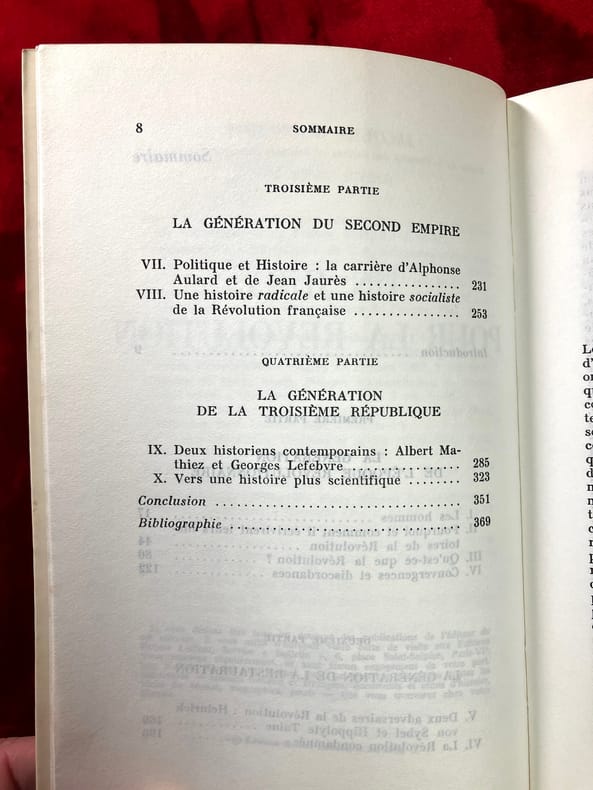 8 SOMMAIRE
TROISIÈME PARTIE
LA GÉNÉRATION DU SECOND EMPIRE
VII. Politique et Histoire : la carrière d'Alphonse
Aulard et de Jean Jaurès ................ 231
VIII. Une histoire radicale et une histoire socialiste
de la Révolution française ............... 253
QUATRIÈME PARTIE
LA GÉNÉRATION
DE LA TROISIÈME RÉPUBLIQUE
IX. Deux historiens contemporains : Albert Ma-
thiez et Georges Lefebvre ................ 285
X. Vers une histoire plus scientifique ........ 323
Conclusion ................................... 351
Bibliographie ................................ 369